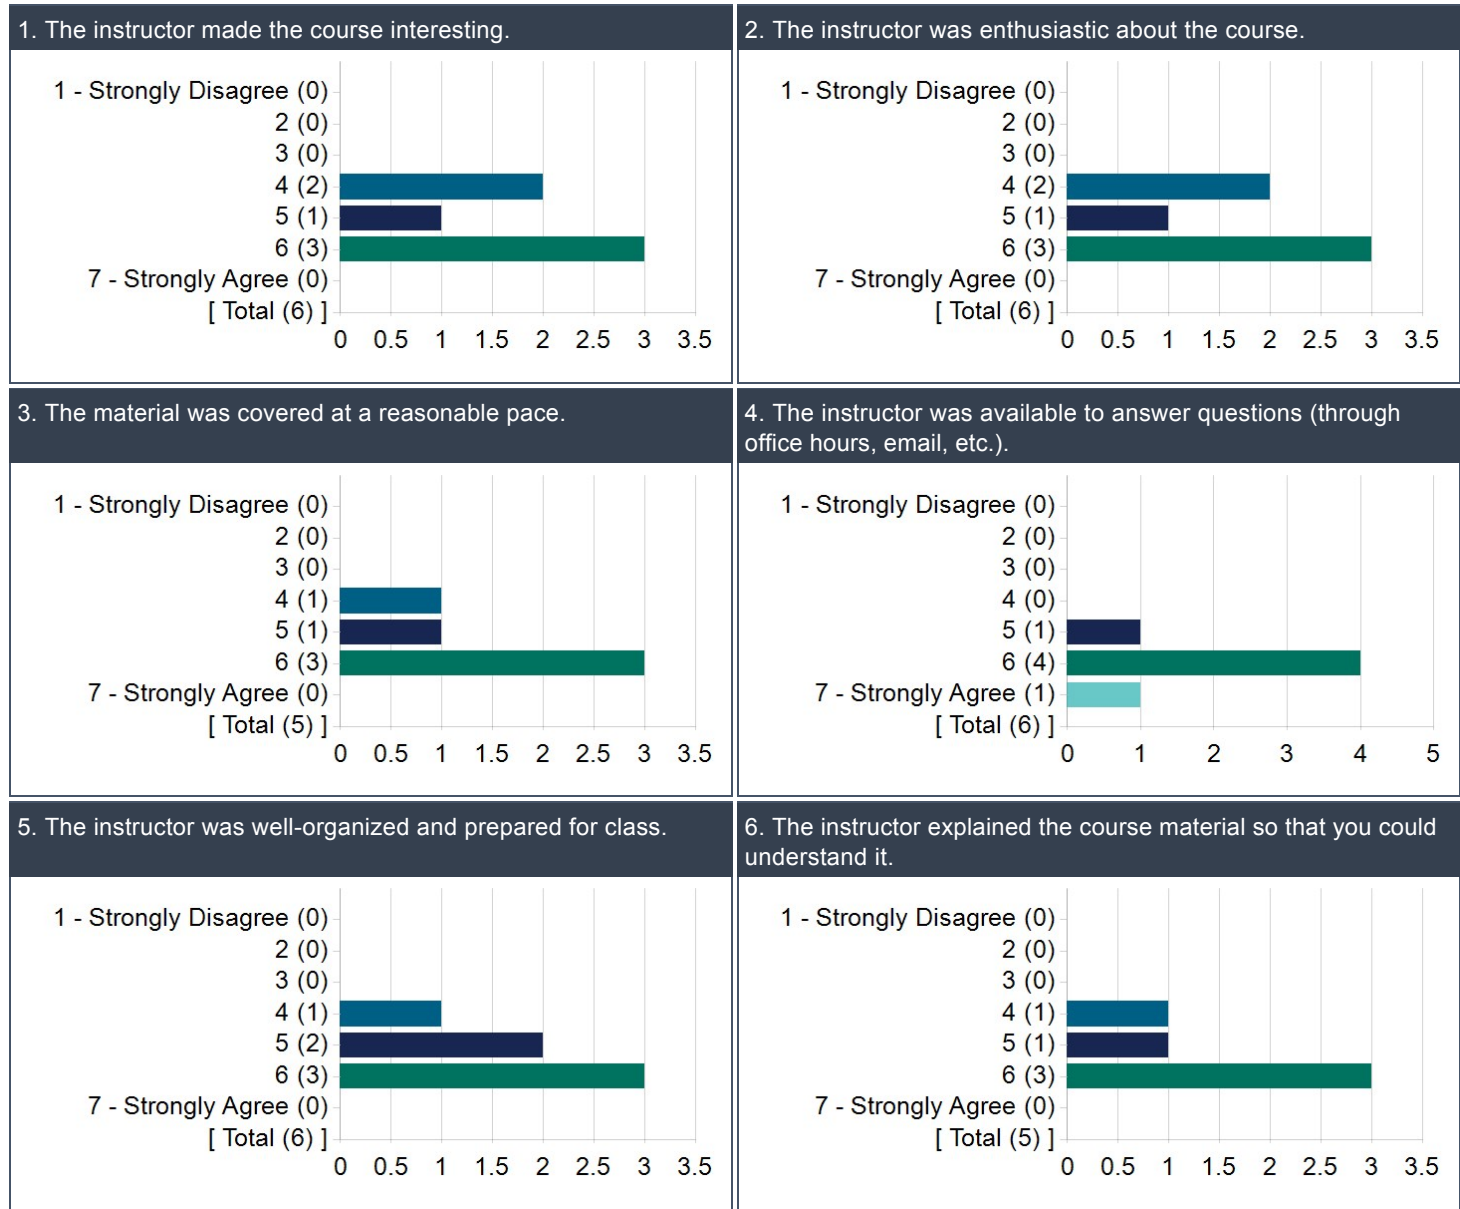 1. The instructor made the course interesting.
1 - Strongly Disagree (0)
2 (0)
3 (0)
4 (2)
5 (1)
6 (3)
7 - Strongly Agree (0)
[ Total (6) ]
0 0.5 1 1.5 2 2.5 3 3.5
2. The instructor was enthusiastic about the course.
1 - Strongly Disagree (0)
2 (0)
3 (0)
4 (2)
5 (1)
6 (3)
7 - Strongly Agree (0)
[ Total (6) ]
0 0.5 1 1.5 2 2.5 3 3.5
3. The material was covered at a reasonable pace.
1 - Strongly Disagree (0)
2 (0)
3 (0)
4 (1)
5 (1)
6 (3)
7 - Strongly Agree (0)
[ Total (5) ]
0 0.5 1 1.5 2 2.5 3 3.5
4. The instructor was available to answer questions (through
office hours, email, etc.).
1 - Strongly Disagree (0)
2 (0)
3 (0)
4 (0)
5 (1)
6 (4)
7 - Strongly Agree (1)
[ Total (6) ]
0 1 2 3 4 5
5. The instructor was well-organized and prepared for class.
1 - Strongly Disagree (0)
2 (0)
3 (0)
4 (1)
5 (2)
6 (3)
7 - Strongly Agree (0)
[ Total (6) ]
0 0.5 1 1.5 2 2.5 3 3.5
6. The instructor explained the course material so that you could
understand it.
1 - Strongly Disagree (0)
2 (0)
3 (0)
4 (1)
5 (1)
6 (3)
7 - Strongly Agree (0)
[ Total (5) ]
0 0.5 1 1.5 2 2.5 3 3.5